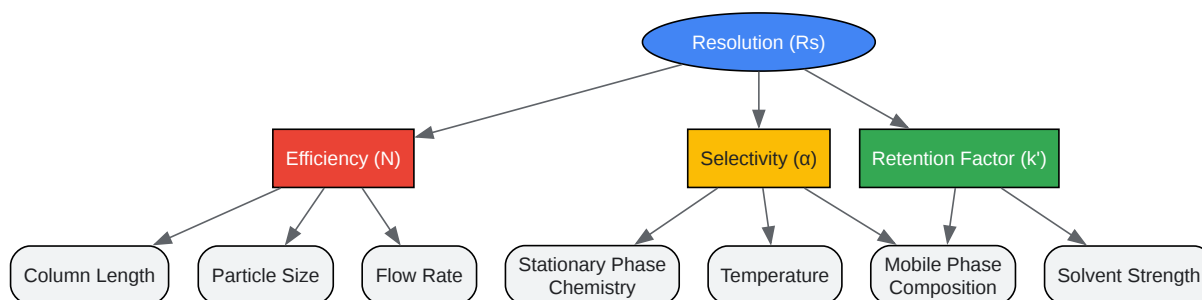 Resolution (Rs)
Efficiency (N)
Selectivity (α)
Retention Factor (k')
Column Length
Particle Size
Flow Rate
Stationary Phase
Chemistry
Temperature
Mobile Phase
Composition
Solvent Strength